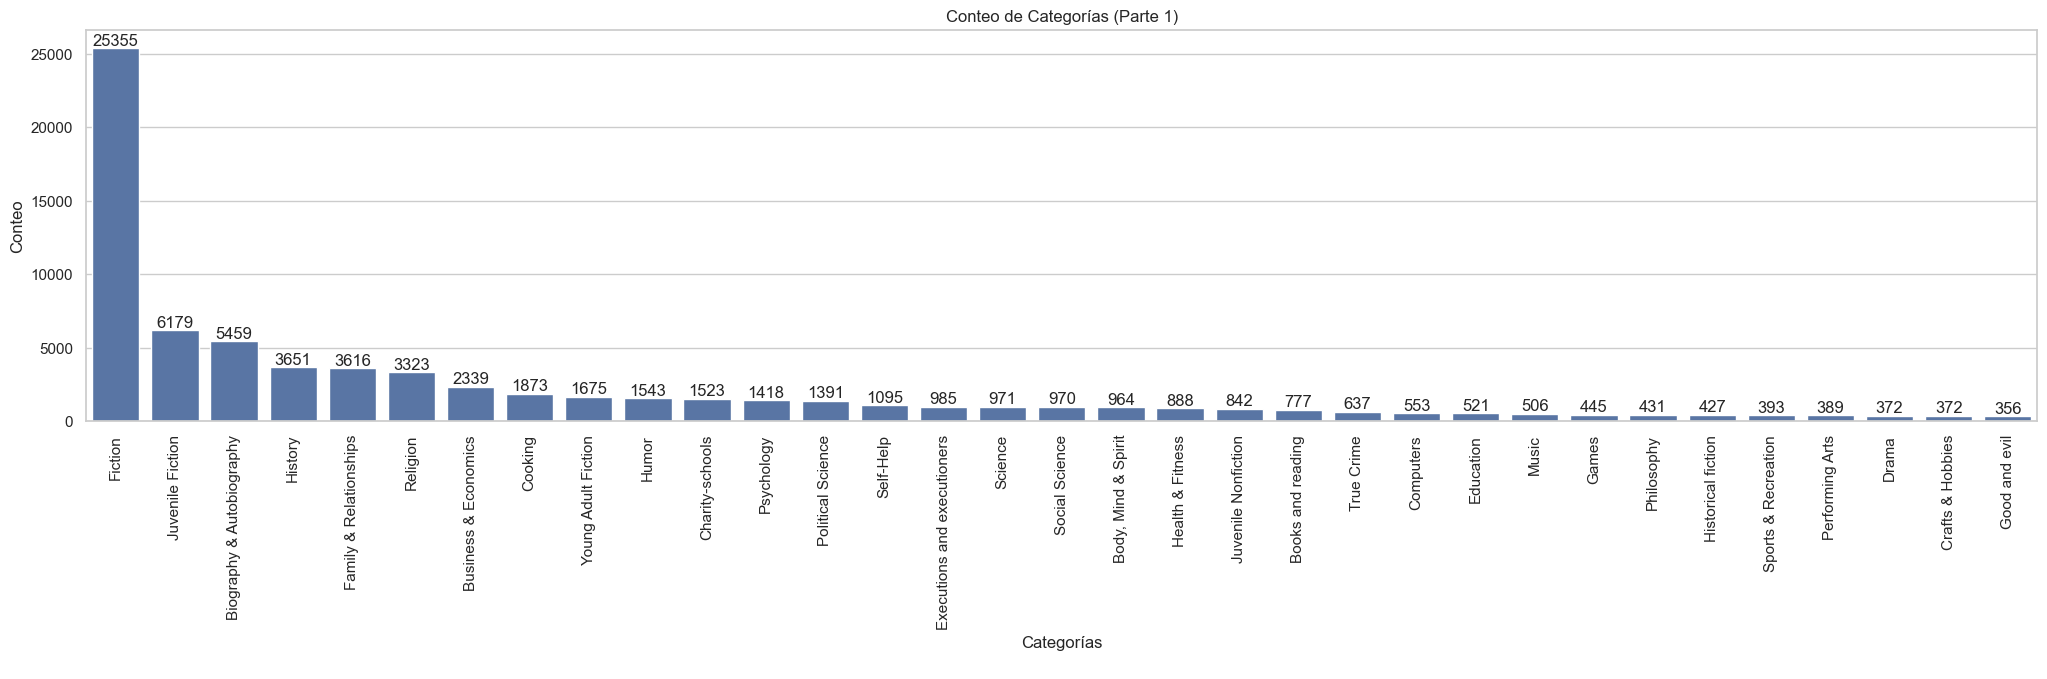 Conteo de Categorías (Parte 1)
Conteo
25000
20000
15000
10000
5000
0
25355
6179
5459
3651
3616
3323
2339
1873
1675
1543
1523
1418
1391
1095
985
971
970
964
888
842
777
637
553
521
506
445
431
427
393
389
372
372
356
Fiction
Juvenile Fiction
Biography & Autobiography
History
Family & Relationships
Religion
Business & Economics
Cooking
Young Adult Fiction
Humor
Charity-schools
Psychology
Political Science
Self-Help
Executions and executioners
Science
Social Science
Body, Mind & Spirit
Health & Fitness
Juvenile Nonfiction
Books and reading
True Crime
Computers
Education
Music
Games
Philosophy
Historical fiction
Sports & Recreation
Performing Arts
Drama
Crafts & Hobbies
Good and evil
Categorías